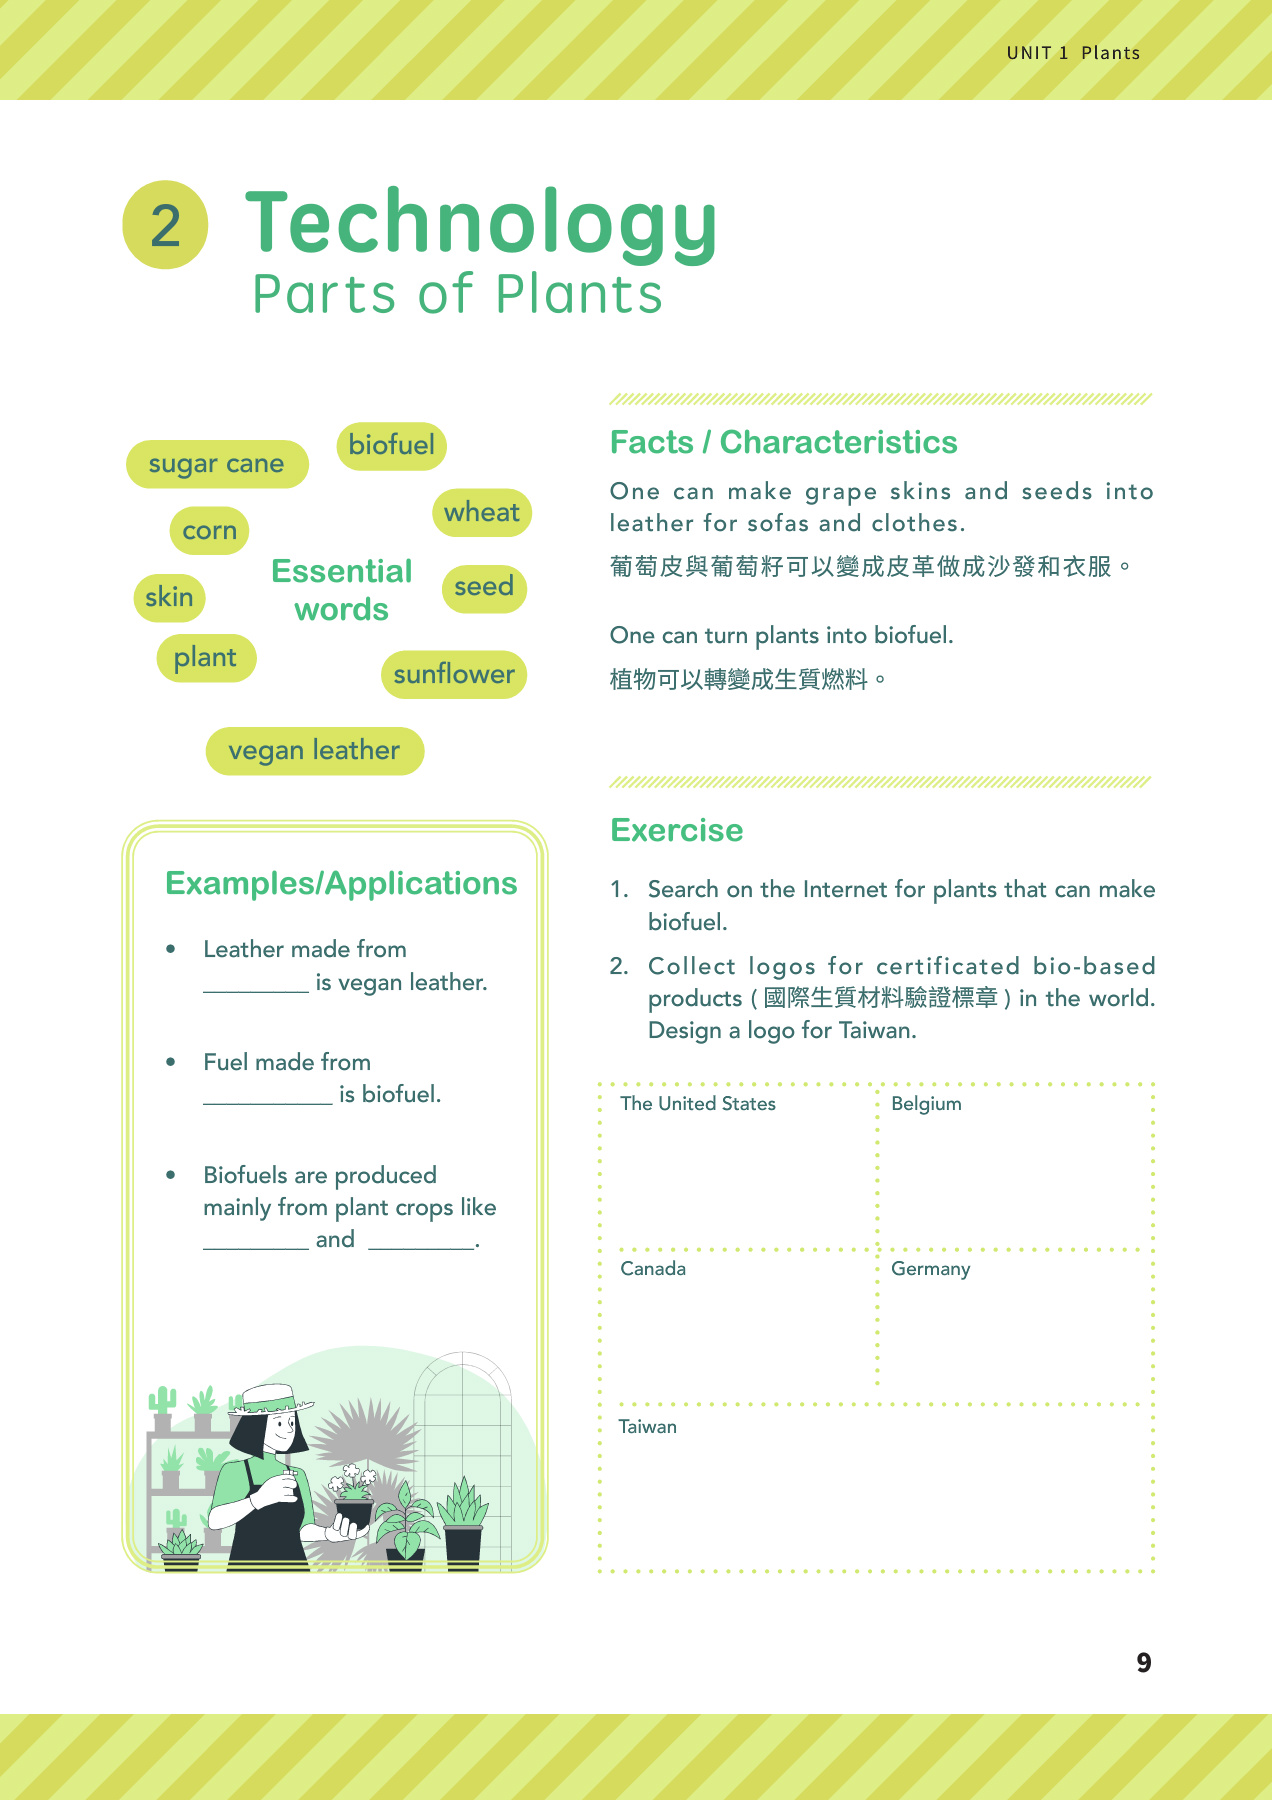 UNIT 1 Plants
2
Technology
Parts of Plants
sugar cane
biofuel
wheat
corn
Essential
words
seed
skin
plant
sunflower
vegan leather
Facts / Characteristics
One can make grape skins and seeds into
leather for sofas and clothes.
葡萄皮與葡萄籽可以變成皮革做成沙發和衣服。
One can turn plants into biofuel.
植物可以轉變成生質燃料。
Examples/Applications
• Leather made from
_________ is vegan leather.
• Fuel made from
___________ is biofuel.
• Biofuels are produced
mainly from plant crops like
_________ and _________.
Exercise
1. Search on the Internet for plants that can make
biofuel.
2. Collect logos for certificated bio-based
products ( 國際生質材料驗證標章 ) in the world.
Design a logo for Taiwan.
The United States
Belgium
Canada
Germany
Taiwan
9